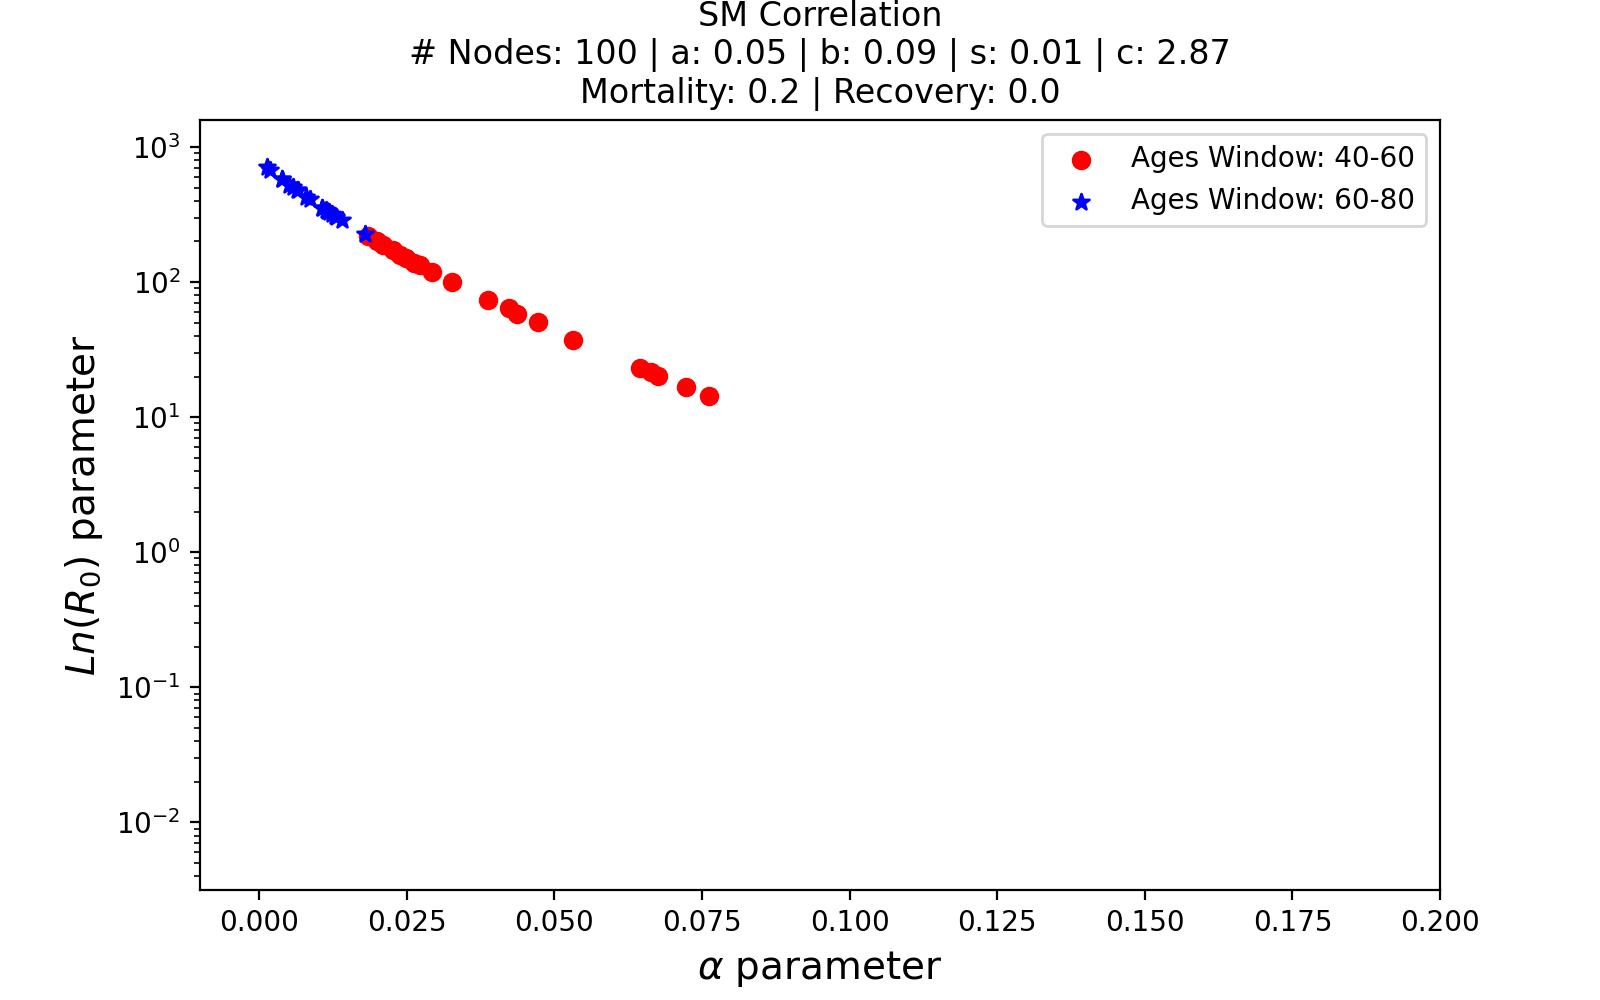 SM Correlation
# Nodes: 100 | a: 0.05 | b: 0.09 | s: 0.01 | c: 2.87
Mortality: 0.2 | Recovery: 0.0
Ages Window: 40-60
Ages Window: 60-80
10³
10²
10¹
10⁰
10⁻¹
10⁻²
Ln(R₀) parameter
0.000 0.025 0.050 0.075 0.100 0.125 0.150 0.175 0.200
α parameter